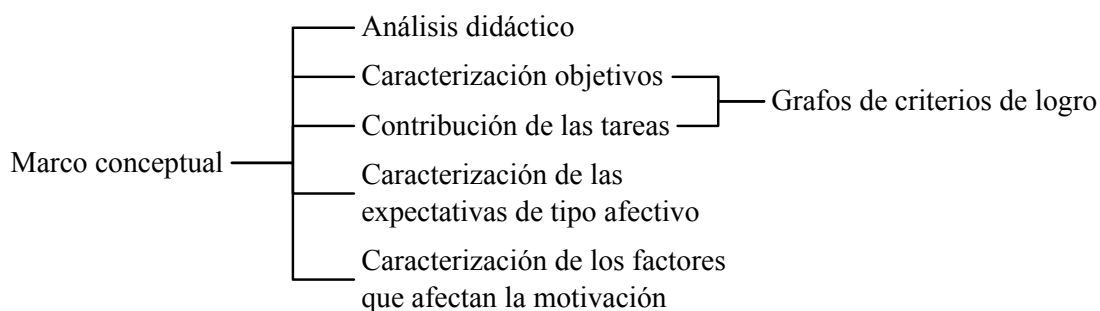 Análisis didáctico
Caracterización objetivos
Grafos de criterios de logro
Contribución de las tareas
Marco conceptual
Caracterización de las
expectativas de tipo afectivo
Caracterización de los factores
que afectan la motivación